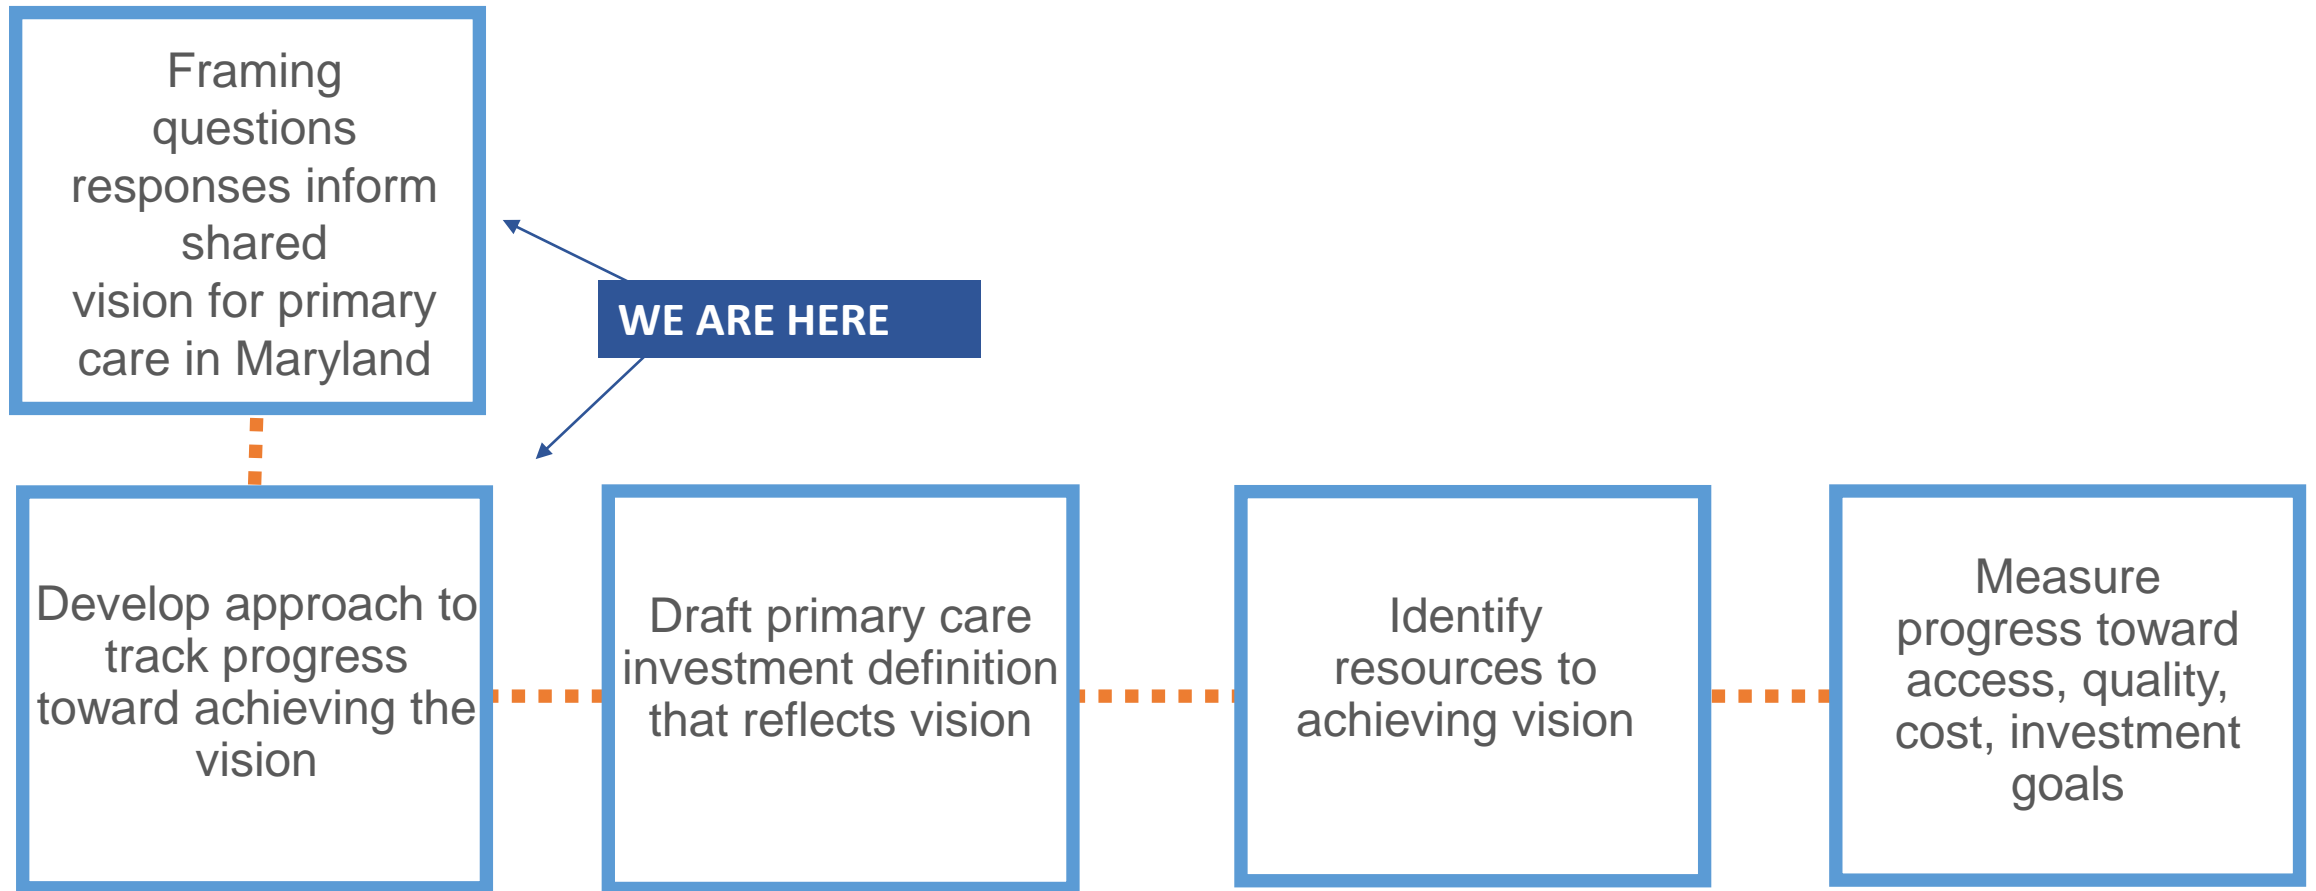 Framing
questions
responses inform
shared
vision for primary
care in Maryland
WE ARE HERE
Develop approach to
track progress
toward achieving the
vision
Draft primary care
investment definition
that reflects vision
Identify
resources to
achieving vision
Measure
progress toward
access, quality,
cost, investment
goals